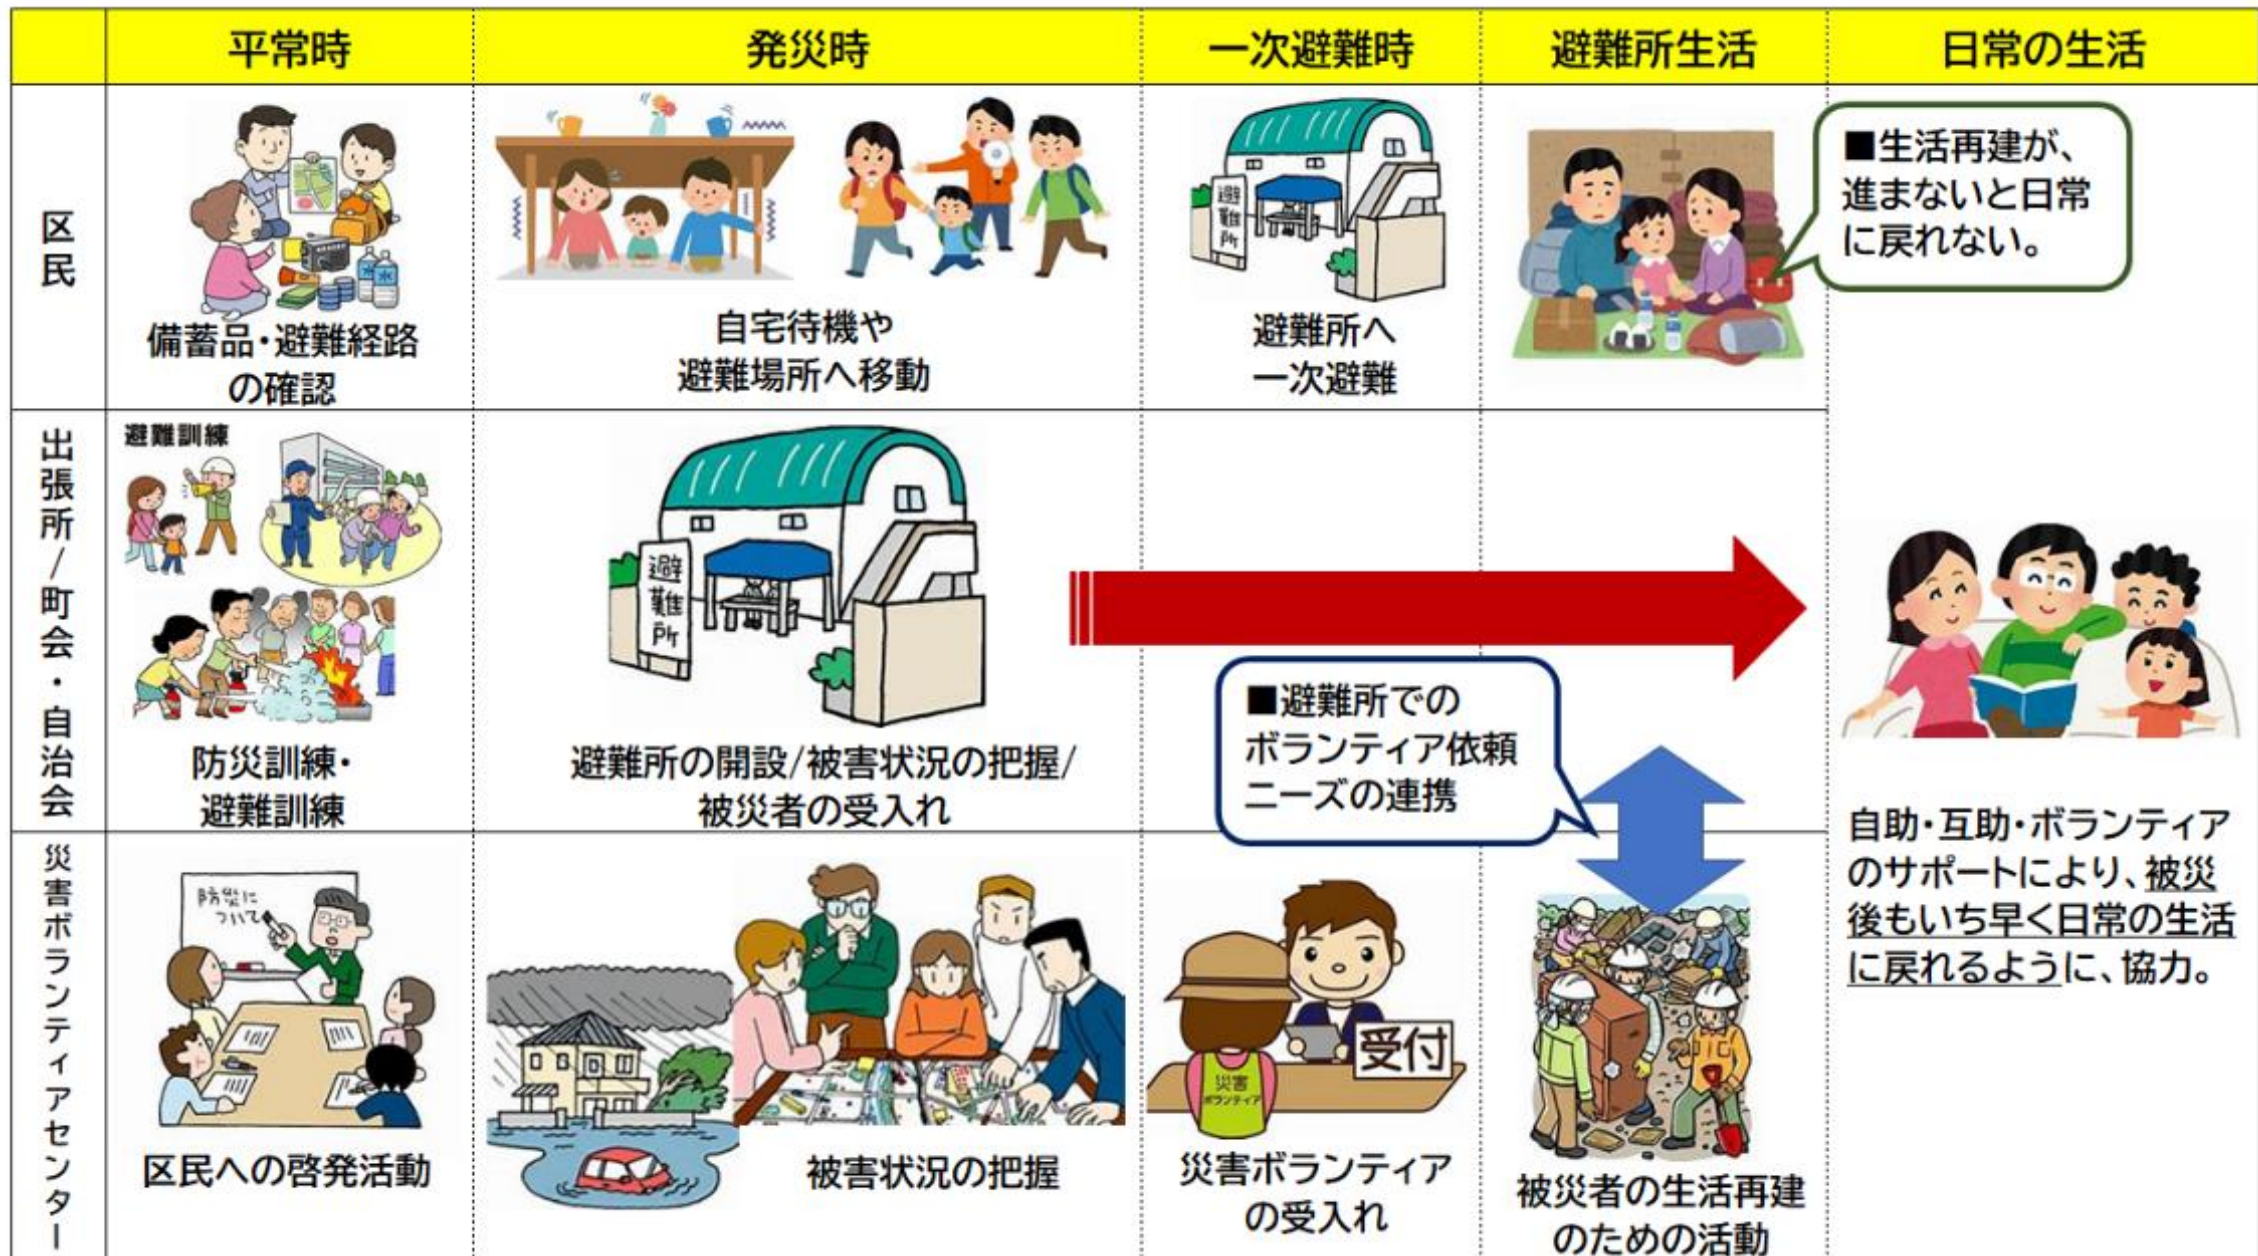 平常時
発災時
一次避難時
避難所生活
日常の生活
区民
備蓄品・避難経路
の確認
自宅待機や
避難場所へ移動
避難所
避難所へ
一次避難
■生活再建が、
進まないと日常
に戻れない。
出張所/町会・自治会
避難訓練
防災訓練・
避難訓練
避難所
避難所の開設/被害状況の把握/
被災者の受入れ
■避難所での
ボランティア依頼
ニーズの連携
自助・互助・ボランティア
のサポートにより、被災
後もいち早く日常の生活
に戻れるように、協力。
災害ボランティアセンター
防災に
ついて
区民への啓発活動
被害状況の把握
受付
災害
ボランティア
災害ボランティア
の受入れ
被災者の生活再建
のための活動
水